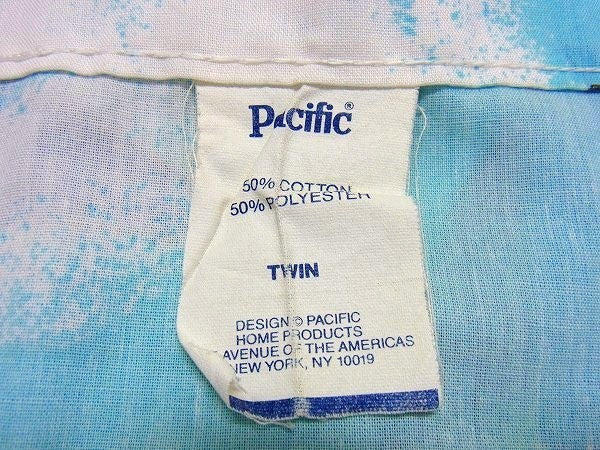 Pacific®
50% COTTON
50% POLYESTER
TWIN
DESIGN © PACIFIC
HOME PRODUCTS
AVENUE OF THE AMERICAS
NEW YORK, NY 10019